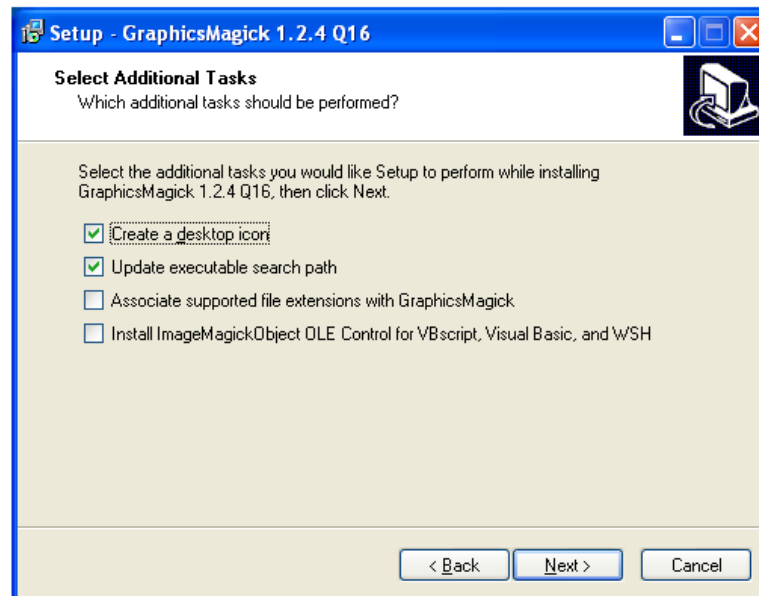 Setup - GraphicsMagick 1.2.4 Q16
Select Additional Tasks
Which additional tasks should be performed?
Select the additional tasks you would like Setup to perform while installing
GraphicsMagick 1.2.4 Q16, then click Next.
Create a desktop icon
Update executable search path
Associate supported file extensions with GraphicsMagick
Install ImageMagickObject OLE Control for VBscript, Visual Basic, and WSH
< Back Next > Cancel